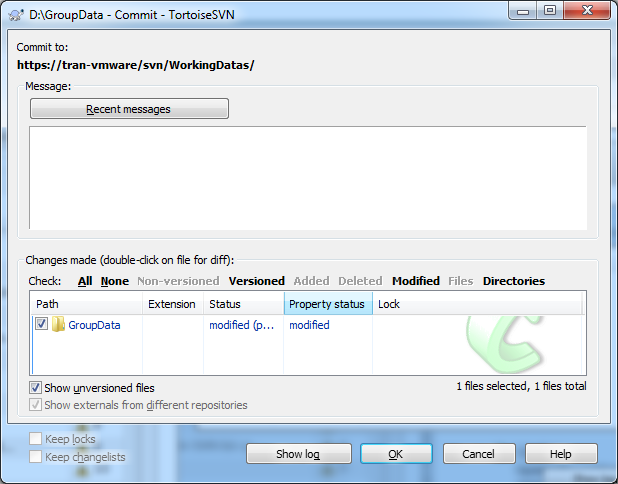 D:\GroupData - Commit - TortoiseSVN
Commit to:
https://tran-vmware/svn/WorkingDatas/
Message:
Recent messages
Changes made (double-click on file for diff):
Check: All None Non-versioned Versioned Added Deleted Modified Files Directories
Path Extension Status Property status Lock
GroupData modified (p... modified
Show unversioned files 1 files selected, 1 files total
Show externals from different repositories
Keep locks
Keep changelists
Show log OK Cancel Help